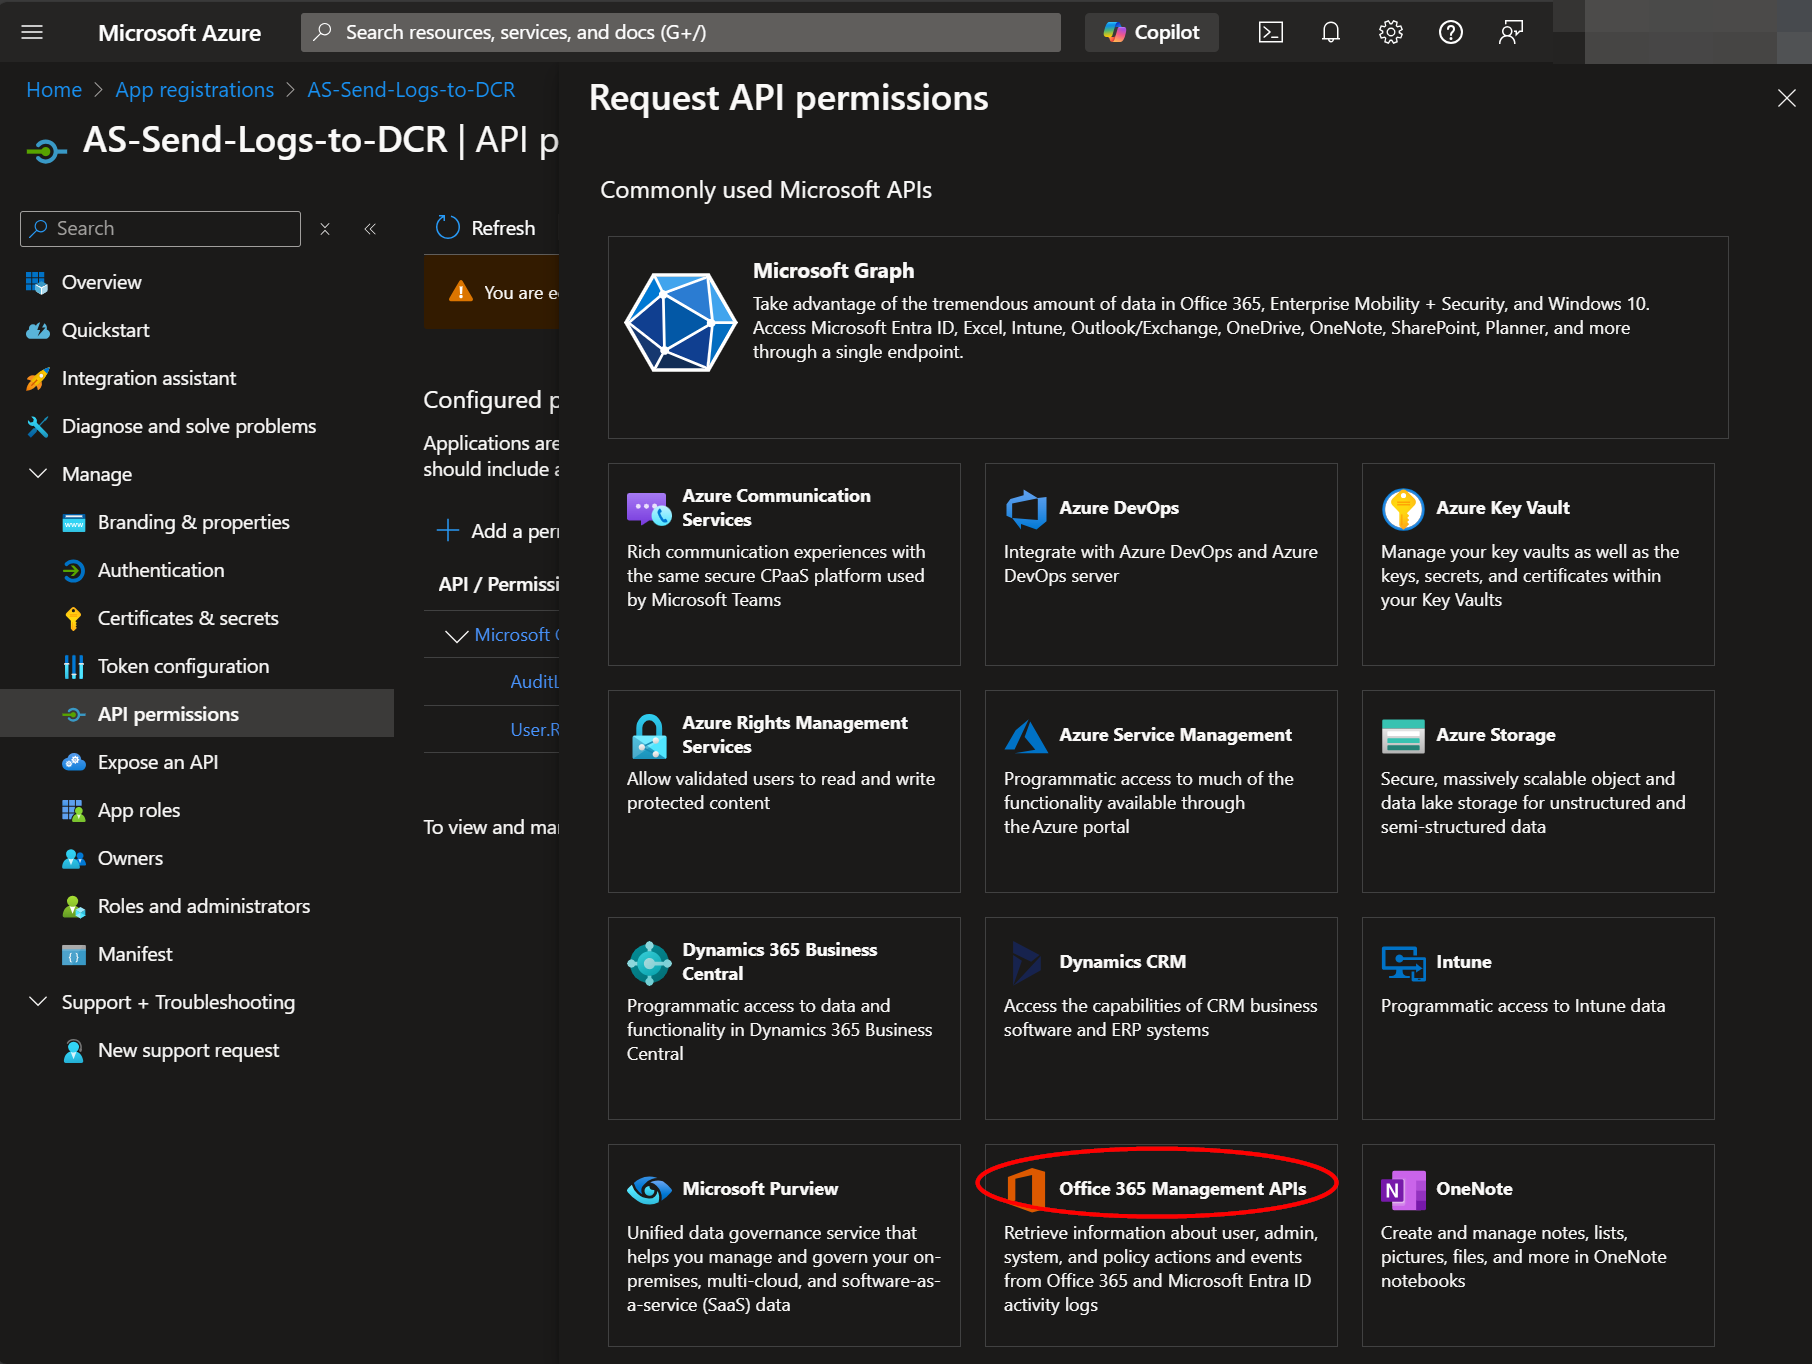 Microsoft Azure
Search resources, services, and docs (G+/)
Copilot
Home > App registrations > AS-Send-Logs-to-DCR
AS-Send-Logs-to-DCR | API p
Search
Overview
Quickstart
Integration assistant
Diagnose and solve problems
Manage
Branding & properties
Authentication
Certificates & secrets
Token configuration
API permissions
Expose an API
App roles
Owners
Roles and administrators
Manifest
Support + Troubleshooting
New support request
Refresh
You are e
Configured p
Applications are
should include a
Add a per
API / Permissi
Microsoft G
AuditL
User.R
To view and ma
Request API permissions
Commonly used Microsoft APIs
Microsoft Graph
Take advantage of the tremendous amount of data in Office 365, Enterprise Mobility + Security, and Windows 10.
Access Microsoft Entra ID, Excel, Intune, Outlook/Exchange, OneDrive, OneNote, SharePoint, Planner, and more
through a single endpoint.
Azure Communication
Services
Rich communication experiences with
the same secure CPaaS platform used
by Microsoft Teams
Azure DevOps
Integrate with Azure DevOps and Azure
DevOps server
Azure Key Vault
Manage your key vaults as well as the
keys, secrets, and certificates within
your Key Vaults
Azure Rights Management
Services
Allow validated users to read and write
protected content
Azure Service Management
Programmatic access to much of the
functionality available through
the Azure portal
Azure Storage
Secure, massively scalable object and
data lake storage for unstructured and
semi-structured data
Dynamics 365 Business
Central
Programmatic access to data and
functionality in Dynamics 365 Business
Central
Dynamics CRM
Access the capabilities of CRM business
software and ERP systems
Intune
Programmatic access to Intune data
Microsoft Purview
Unified data governance service that
helps you manage and govern your on-
premises, multi-cloud, and software-as-
a-service (SaaS) data
Office 365 Management APIs
Retrieve information about user, admin,
system, and policy actions and events
from Office 365 and Microsoft Entra ID
activity logs
OneNote
Create and manage notes, lists,
pictures, files, and more in OneNote
notebooks